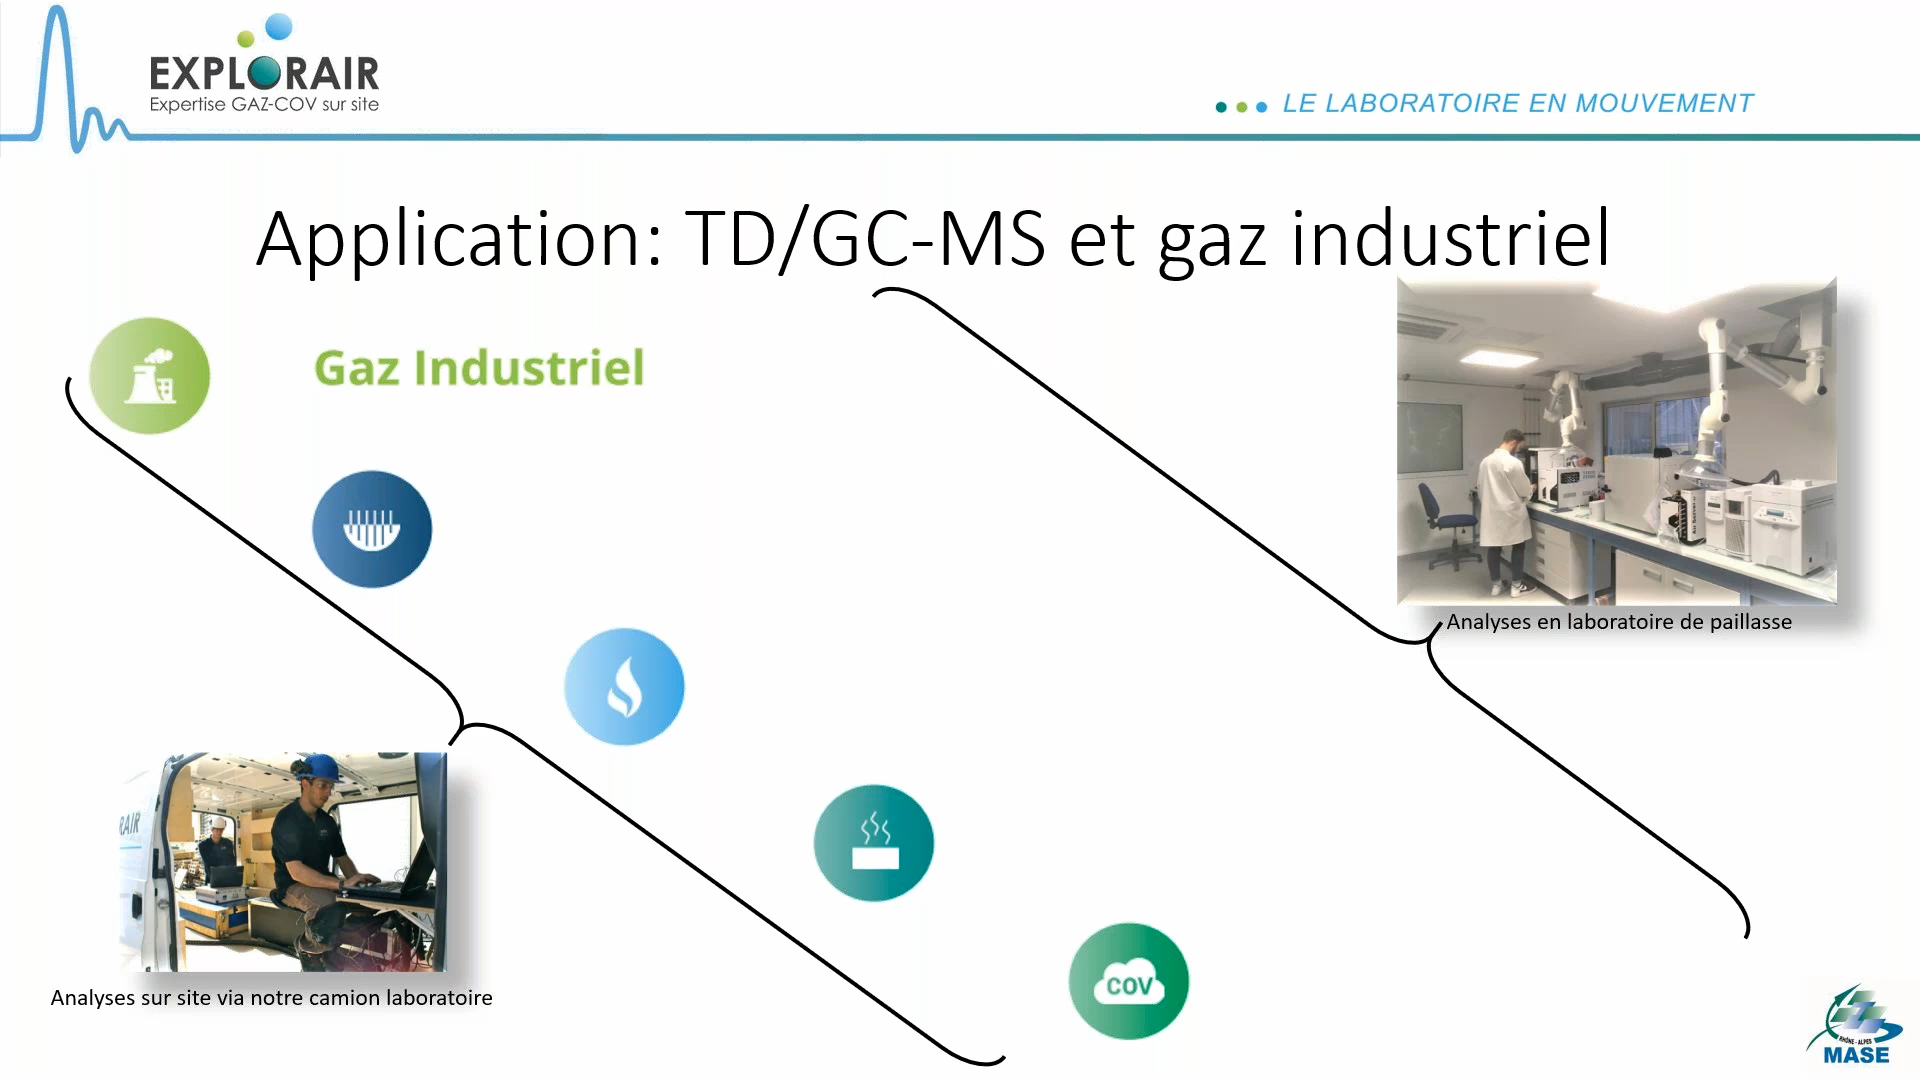 EXPLORAIR
Expertise GAZ-COV sur site
LE LABORATOIRE EN MOUVEMENT
Application: TD/GC-MS et gaz industriel
Gaz Industriel
Analyses en laboratoire de paillasse
RAIR
Analyses sur site via notre camion laboratoire
COV
RHÔNE-ALPES
MASE